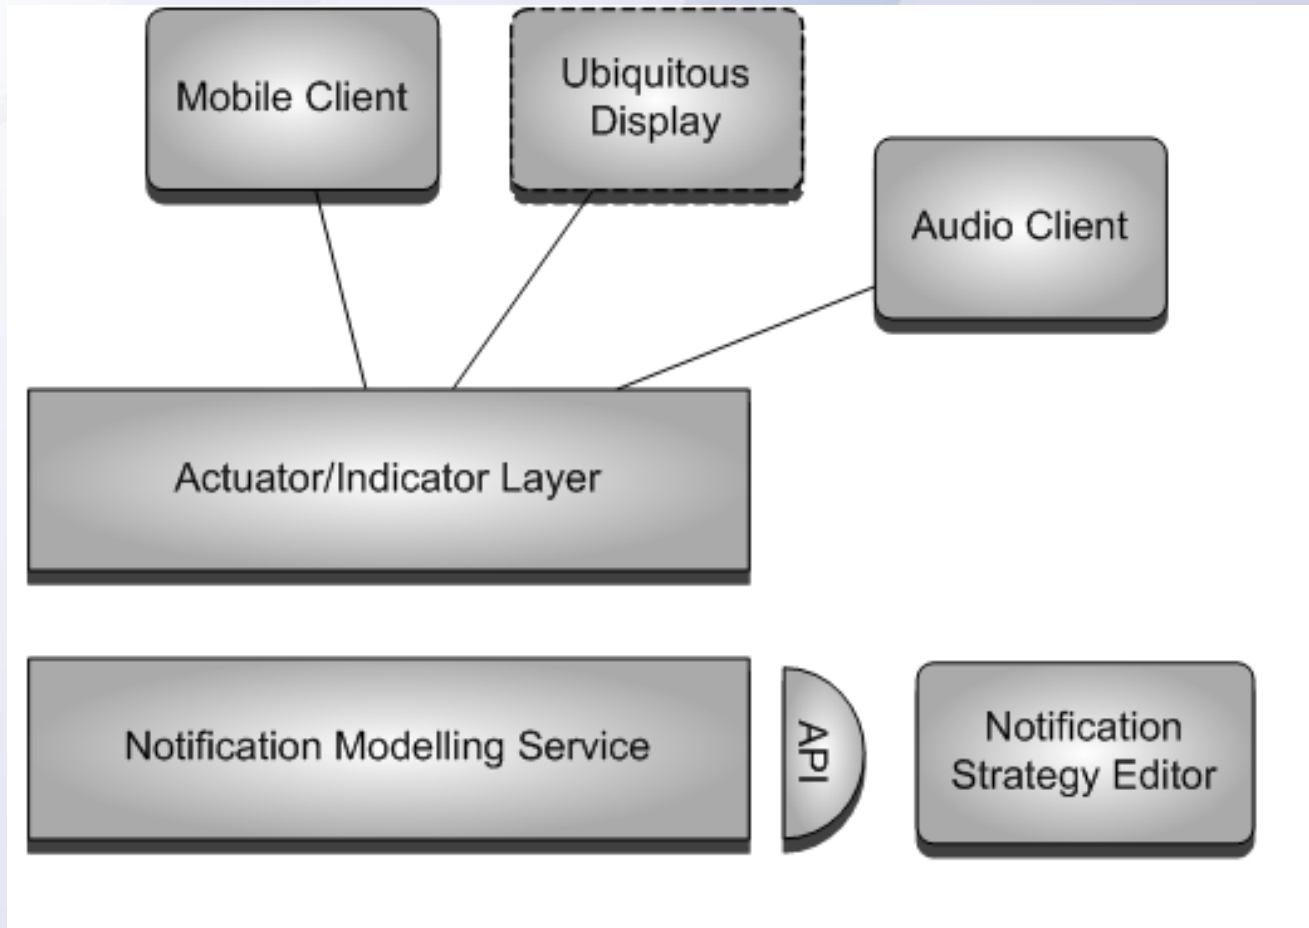 Mobile Client
Ubiquitous
Display
Audio Client
Actuator/Indicator Layer
Notification Modelling Service
API
Notification
Strategy Editor